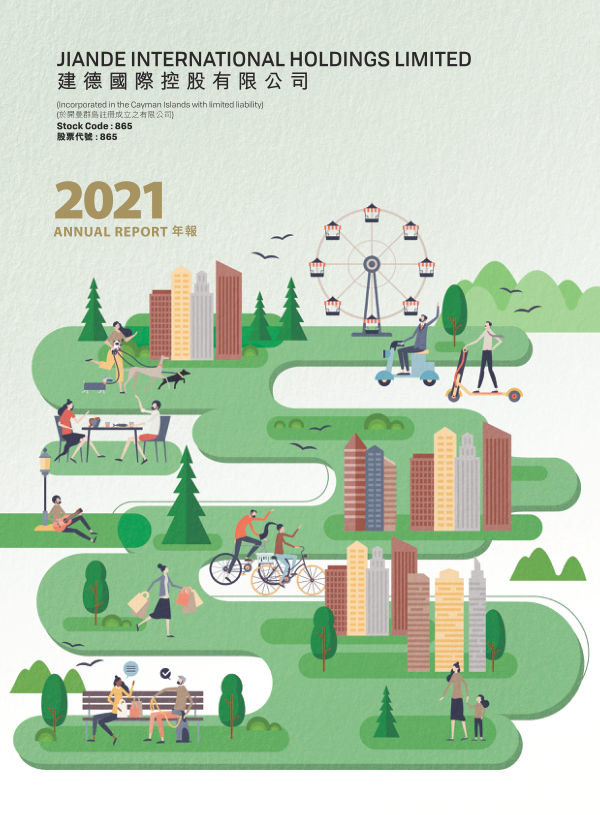 JIANDE INTERNATIONAL HOLDINGS LIMITED
建德國際控股有限公司
(Incorporated in the Cayman Islands with limited liability)
(於開曼群島註冊成立之有限公司)
Stock Code : 865
股票代號 : 865
2021
ANNUAL REPORT 年報